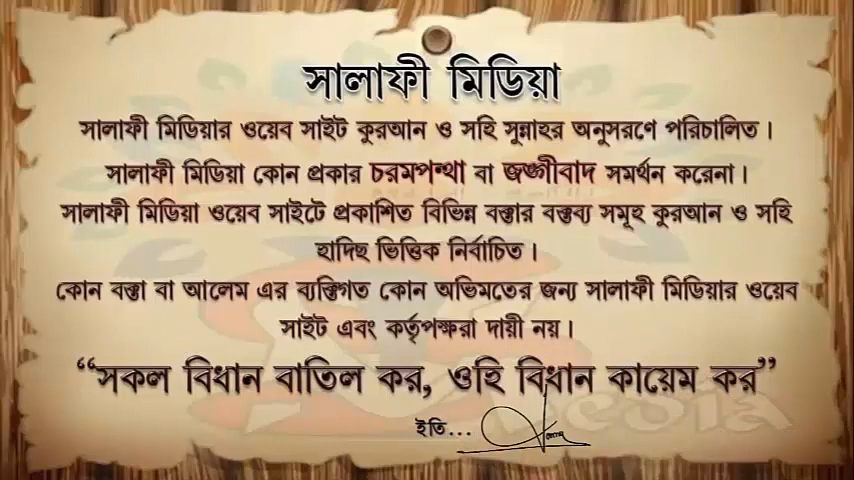 সালাফী মিডিয়া
সালাফী মিডিয়ার ওয়েব সাইট কুরআন ও সহি সুন্নাহর অনুসরণে পরিচালিত।
সালাফী মিডিয়া কোন প্রকার চরমপন্থা বা জঙ্গীবাদ সমর্থন করেনা।
সালাফী মিডিয়া ওয়েব সাইটে প্রকাশিত বিভিন্ন বক্তার বক্তব্য সমূহ কুরআন ও সহি
হাদিছ ভিত্তিক নির্বাচিত।
কোন বক্তা বা আলেম এর ব্যক্তিগত কোন অভিমতের জন্য সালাফী মিডিয়ার ওয়েব
সাইট এবং কর্তৃপক্ষরা দায়ী নয়।
“সকল বিধান বাতিল কর, ওহি বিধান কায়েম কর”
media
ইতি...